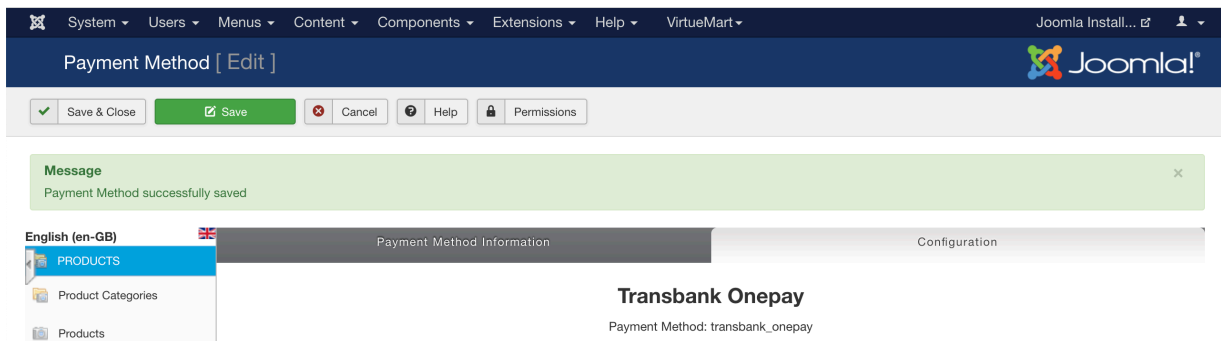 System Users Menus Content Components Extensions Help VirtueMart Joomla Install...
Payment Method [ Edit ] Joomla!®
Save & Close Save Cancel Help Permissions
Message
Payment Method successfully saved
English (en-GB)
Payment Method Information Configuration
PRODUCTS
Transbank Onepay
Product Categories
Payment Method: transbank_onepay
Products